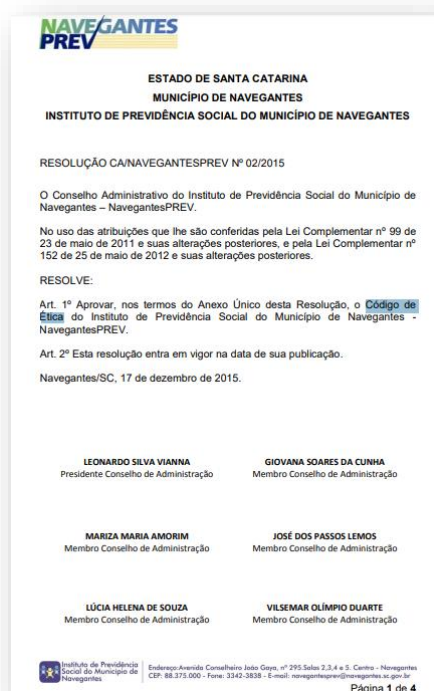 NAVEGANTES
PREV
ESTADO DE SANTA CATARINA
MUNICÍPIO DE NAVEGANTES
INSTITUTO DE PREVIDÊNCIA SOCIAL DO MUNICÍPIO DE NAVEGANTES
RESOLUÇÃO CA/NAVEGANTESPREV Nº 02/2015
O Conselho Administrativo do Instituto de Previdência Social do Município de
Navegantes – NavegantesPREV.
No uso das atribuições que lhe são conferidas pela Lei Complementar nº 99 de
23 de maio de 2011 e suas alterações posteriores, e pela Lei Complementar nº
152 de 25 de maio de 2012 e suas alterações posteriores.
RESOLVE:
Art. 1º Aprovar, nos termos do Anexo Único desta Resolução, o Código de
Ética do Instituto de Previdência Social do Município de Navegantes -
NavegantesPREV.
Art. 2º Esta resolução entra em vigor na data de sua publicação.
Navegantes/SC, 17 de dezembro de 2015.
LEONARDO SILVA VIANNA
Presidente Conselho de Administração
GIOVANA SOARES DA CUNHA
Membro Conselho de Administração
MARIZA MARIA AMORIM
Membro Conselho de Administração
JOSÉ DOS PASSOS LEMOS
Membro Conselho de Administração
LÚCIA HELENA DE SOUZA
Membro Conselho de Administração
VILSEMAR OLÍMPIO DUARTE
Membro Conselho de Administração
Instituto de Previdência
Social do Município de
Navegantes
Endereço:Avenida Conselheiro João Gaya, nº 295.Salas 2,3,4 e 5. Centro - Navegantes
CEP: 88.375.000 - Fone: 3342-3838 - E-mail: navegantesprev@navegantes.sc.gov.br
Página 1 de 4